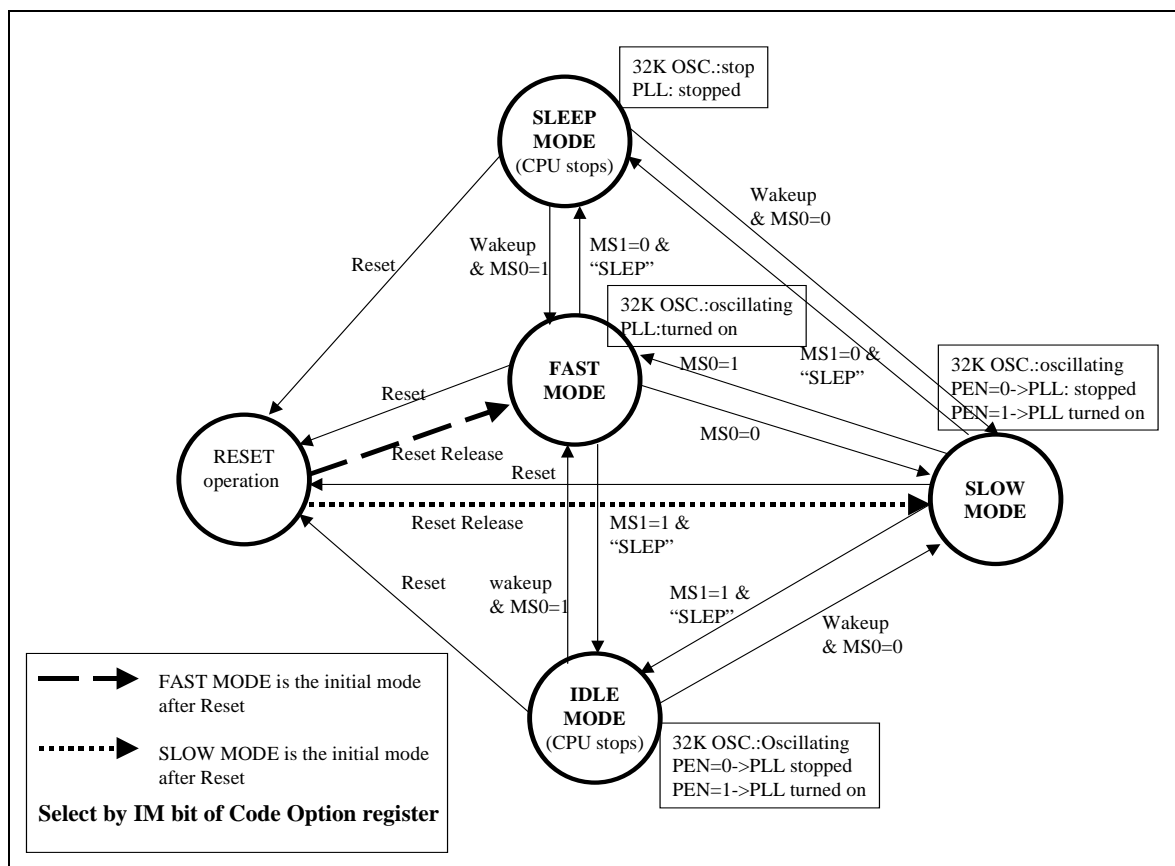 32K OSC.:stop
PLL: stopped
SLEEP
MODE
(CPU stops)
Wakeup
& MS0=0
Reset
Wakeup
& MS0=1
MS1=0 &
“SLEP”
32K OSC.:oscillating
PLL:turned on
MS1=0 &
“SLEP”
32K OSC.:oscillating
PEN=0->PLL: stopped
PEN=1->PLL turned on
MS0=1
FAST
MODE
Reset
MS0=0
RESET
operation
Reset Release
Reset
SLOW
MODE
Reset Release
MS1=1 &
“SLEP”
Reset
wakeup
& MS0=1
MS1=1 &
“SLEP”
Wakeup
& MS0=0
IDLE
MODE
(CPU stops)
32K OSC.:Oscillating
PEN=0->PLL stopped
PEN=1->PLL turned on
FAST MODE is the initial mode
after Reset
SLOW MODE is the initial mode
after Reset
Select by IM bit of Code Option register